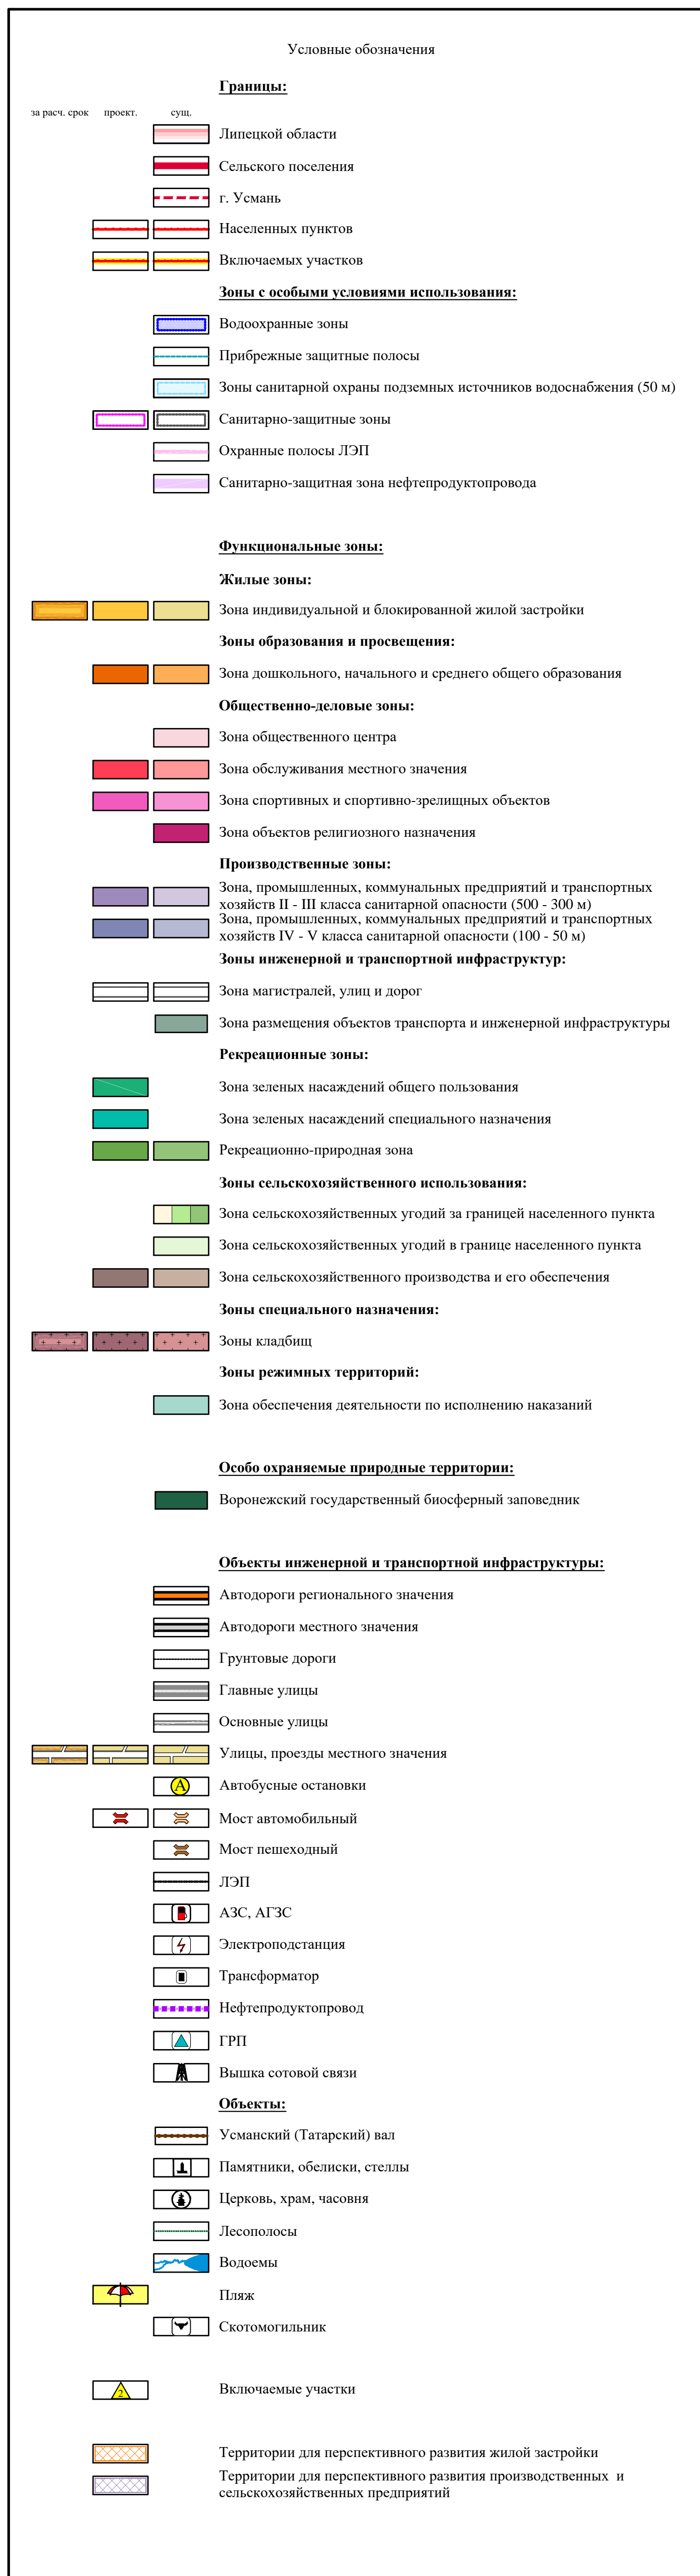 Условные обозначения
Границы:
за расч. срок проект. сущ.
Липецкой области
Сельского поселения
г. Усмань
Населенных пунктов
Включаемых участков
Зоны с особыми условиями использования:
Водоохранные зоны
Прибрежные защитные полосы
Зоны санитарной охраны подземных источников водоснабжения (50 м)
Санитарно-защитные зоны
Охранные полосы ЛЭП
Санитарно-защитная зона нефтепродуктопровода
Функциональные зоны:
Жилые зоны:
Зона индивидуальной и блокированной жилой застройки
Зоны образования и просвещения:
Зона дошкольного, начального и среднего общего образования
Общественно-деловые зоны:
Зона общественного центра
Зона обслуживания местного значения
Зона спортивных и спортивно-зрелищных объектов
Зона объектов религиозного назначения
Производственные зоны:
Зона, промышленных, коммунальных предприятий и транспортных
хозяйств II - III класса санитарной опасности (500 - 300 м)
Зона, промышленных, коммунальных предприятий и транспортных
хозяйств IV - V класса санитарной опасности (100 - 50 м)
Зоны инженерной и транспортной инфраструктур:
Зона магистралей, улиц и дорог
Зона размещения объектов транспорта и инженерной инфраструктуры
Рекреационные зоны:
Зона зеленых насаждений общего пользования
Зона зеленых насаждений специального назначения
Рекреационно-природная зона
Зоны сельскохозяйственного использования:
Зона сельскохозяйственных угодий за границей населенного пункта
Зона сельскохозяйственных угодий в границе населенного пункта
Зона сельскохозяйственного производства и его обеспечения
Зоны специального назначения:
Зоны кладбищ
Зоны режимных территорий:
Зона обеспечения деятельности по исполнению наказаний
Особо охраняемые природные территории:
Воронежский государственный биосферный заповедник
Объекты инженерной и транспортной инфраструктуры:
Автодороги регионального значения
Автодороги местного значения
Грунтовые дороги
Главные улицы
Основные улицы
Улицы, проезды местного значения
А Автобусные остановки
Мост автомобильный
Мост пешеходный
ЛЭП
АЗС, АГЗС
Электроподстанция
Трансформатор
Нефтепродуктопровод
ГРП
Вышка сотовой связи
Объекты:
Усманский (Татарский) вал
Памятники, обелиски, стеллы
Церковь, храм, часовня
Лесополосы
Водоемы
Пляж
Скотомогильник
2 Включаемые участки
Территории для перспективного развития жилой застройки
Территории для перспективного развития производственных и
сельскохозяйственных предприятий